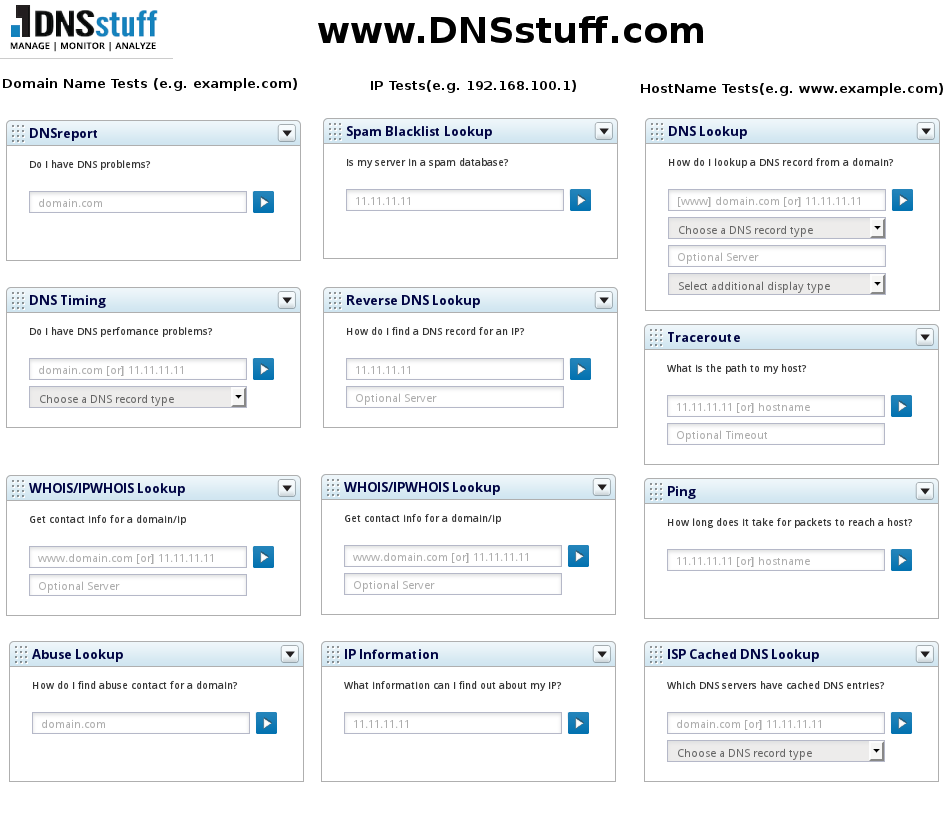 DNSstuff
MANAGE | MONITOR | ANALYZE
www.DNSstuff.com
Domain Name Tests (e.g. example.com)
DNSreport
Do I have DNS problems?
domain.com
DNS Timing
Do I have DNS perfomance problems?
domain.com [or] 11.11.11.11
Choose a DNS record type
WHOIS/IPWHOIS Lookup
Get contact info for a domain/ip
www.domain.com [or] 11.11.11.11
Optional Server
Abuse Lookup
How do I find abuse contact for a domain?
domain.com
IP Tests(e.g. 192.168.100.1)
Spam Blacklist Lookup
Is my server in a spam database?
11.11.11.11
Reverse DNS Lookup
How do I find a DNS record for an IP?
11.11.11.11
Optional Server
WHOIS/IPWHOIS Lookup
Get contact info for a domain/ip
www.domain.com [or] 11.11.11.11
Optional Server
IP Information
What information can I find out about my IP?
11.11.11.11
HostName Tests(e.g. www.example.com)
DNS Lookup
How do I lookup a DNS record from a domain?
[www] domain.com [or] 11.11.11.11
Choose a DNS record type
Optional Server
Select additional display type
Traceroute
What is the path to my host?
11.11.11.11 [or] hostname
Optional Timeout
Ping
How long does it take for packets to reach a host?
11.11.11.11 [or] hostname
ISP Cached DNS Lookup
Which DNS servers have cached DNS entries?
domain.com [or] 11.11.11.11
Choose a DNS record type